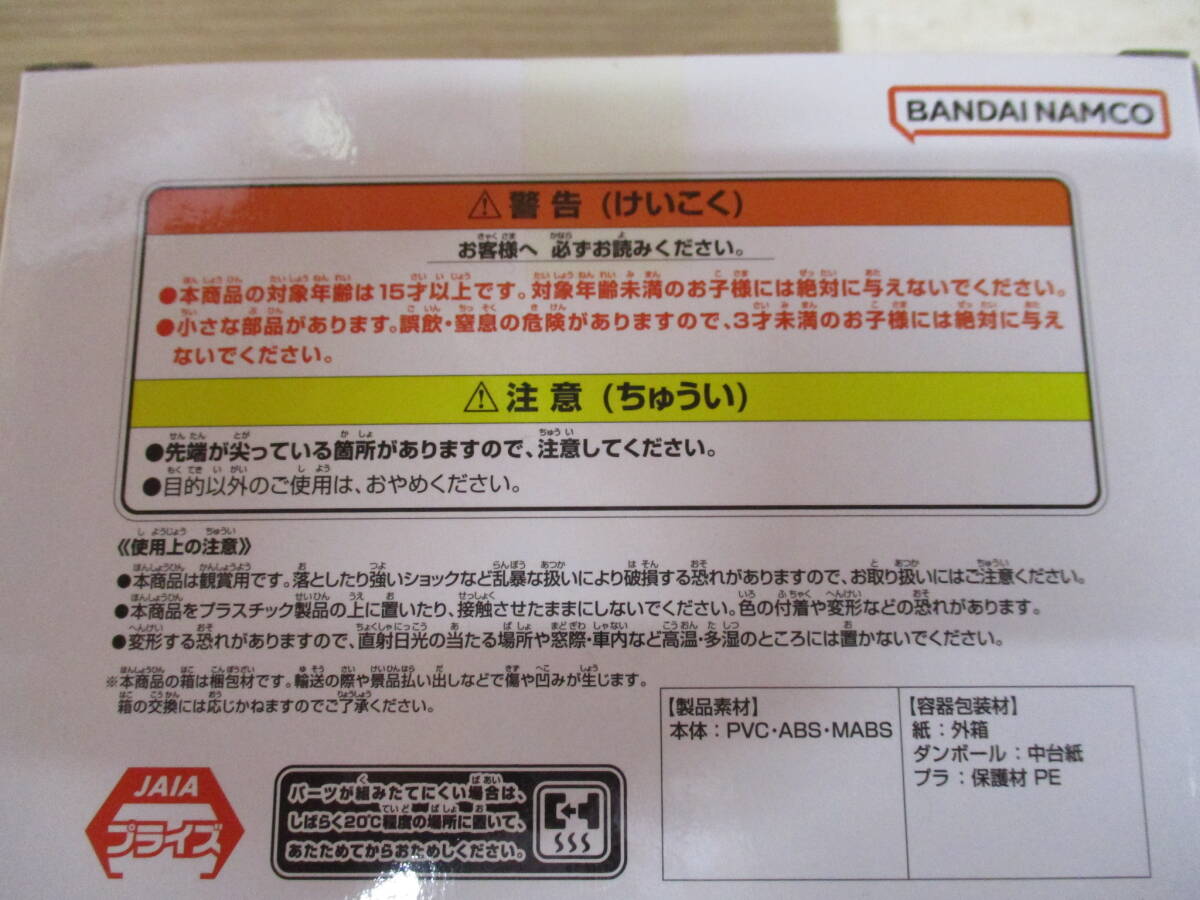 BANDAI NAMCO
⚠警告 (けいこく)
お客様へ 必ずお読みください。
●本商品の対象年齢は15才以上です。対象年齢未満のお子様には絶対に与えないでください。
●小さな部品があります。誤飲・窒息の危険がありますので、3才未満のお子様には絶対に与え
ないでください。
⚠注意 (ちゅうい)
●先端が尖っている箇所がありますので、注意してください。
●目的以外のご使用は、おやめください。
《使用上の注意》
●本商品は観賞用です。落としたり強いショックなど乱暴な扱いにより破損する恐れがありますので、お取り扱いにはご注意ください。
●本商品をプラスチック製品の上に置いたり、接触させたままにしないでください。色の付着や変形などの恐れがあります。
●変形する恐れがありますので、直射日光の当たる場所や窓際・車内など高温・多湿のところには置かないでください。
※本商品の箱は梱包材です。輸送の際や景品払い出しなどで傷や凹みが生じます。
箱の交換には応じかねますのでご了承ください。
【製品素材】
本体：PVC・ABS・MABS
【容器包装材】
紙：外箱
ダンボール：中台紙
プラ：保護材 PE
JAIA
プライズ
パーツが組みたてにくい場合は、
しばらく20℃程度の場所に置いて、
あたためてからおためしください。